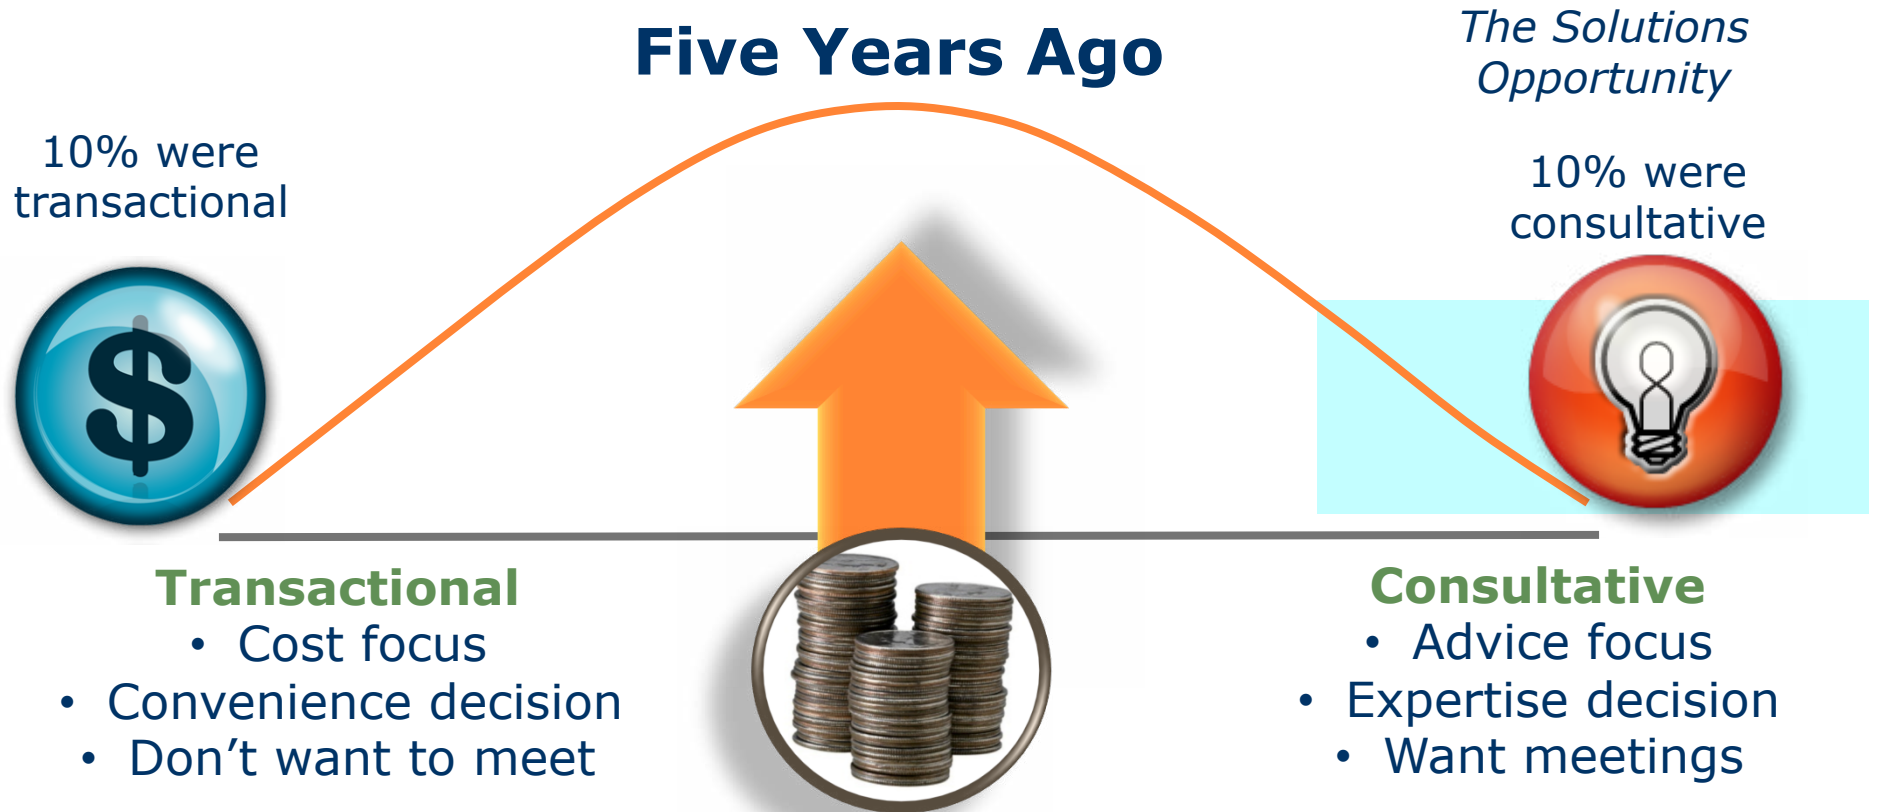 Five Years Ago
The Solutions
Opportunity
10% were
transactional
10% were
consultative
$
Transactional
• Cost focus
• Convenience decision
• Don’t want to meet
Consultative
• Advice focus
• Expertise decision
• Want meetings